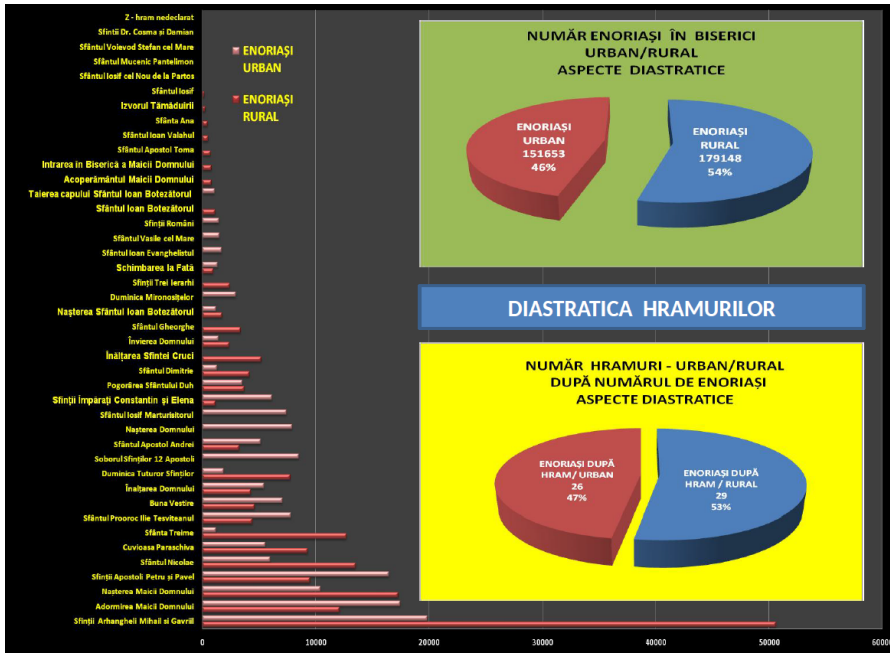 Z - hram nedeclarat
Sfintii Dr. Cosma și Damian
Sfântul Voievod Stefan cel Mare
Sfântul Mucenic Pantelimon
Sfântul Iosif cel Nou de la Partos
Sfântul Iosif
Izvorul Tămăduirii
Sfânta Ana
Sfântul Ioan Valahul
Sfântul Apostol Toma
Intrarea in Biserică a Maicii Domnului
Acoperământul Maicii Domnului
Taierea capului Sfântul Ioan Botezătorul
Sfântul Ioan Botezătorul
Sfinții Români
Sfântul Vasile cel Mare
Sfântul Ioan Evanghelistul
Schimbarea la Față
Sfinții Trei Ierarhi
Duminica Mironosițelor
Nașterea Sfântul Ioan Botezătorul
Sfântul Gheorghe
Învierea Domnului
Înălțarea Sfintei Cruci
Sfântul Dimitrie
Pogorârea Sfântului Duh
Sfinții Împărați Constantin și Elena
Sfântul Iosif Marturisitorul
Nașterea Domnului
Sfântul Apostol Andrei
Soborul Sfinților 12 Apostoli
Duminica Tuturor Sfinților
Înalțarea Domnului
Buna Vestire
Sfântul Prooroc Ilie Tesviteanul
Sfânta Treime
Cuvioasa Paraschiva
Sfântul Nicolae
Sfinții Apostoli Petru și Pavel
Nașterea Maicii Domnului
Adormirea Maicii Domnului
Sfinții Arhangheli Mihail si Gavriil
0 10000 20000 30000 40000 50000 60000
ENORIAȘI
URBAN
ENORIAȘI
RURAL
NUMĂR ENORIAȘI ÎN BISERICI
URBAN/RURAL
ASPECTE DIASTRATICE
ENORIAȘI
URBAN
151653
46%
ENORIAȘI
RURAL
179148
54%
DIASTRATICA HRAMURILOR
NUMĂR HRAMURI - URBAN/RURAL
DUPĂ NUMĂRUL DE ENORIAȘI
ASPECTE DIASTRATICE
ENORIAȘI DUPĂ
HRAM/ URBAN
26
47%
ENORIAȘI DUPĂ
HRAM / RURAL
29
53%